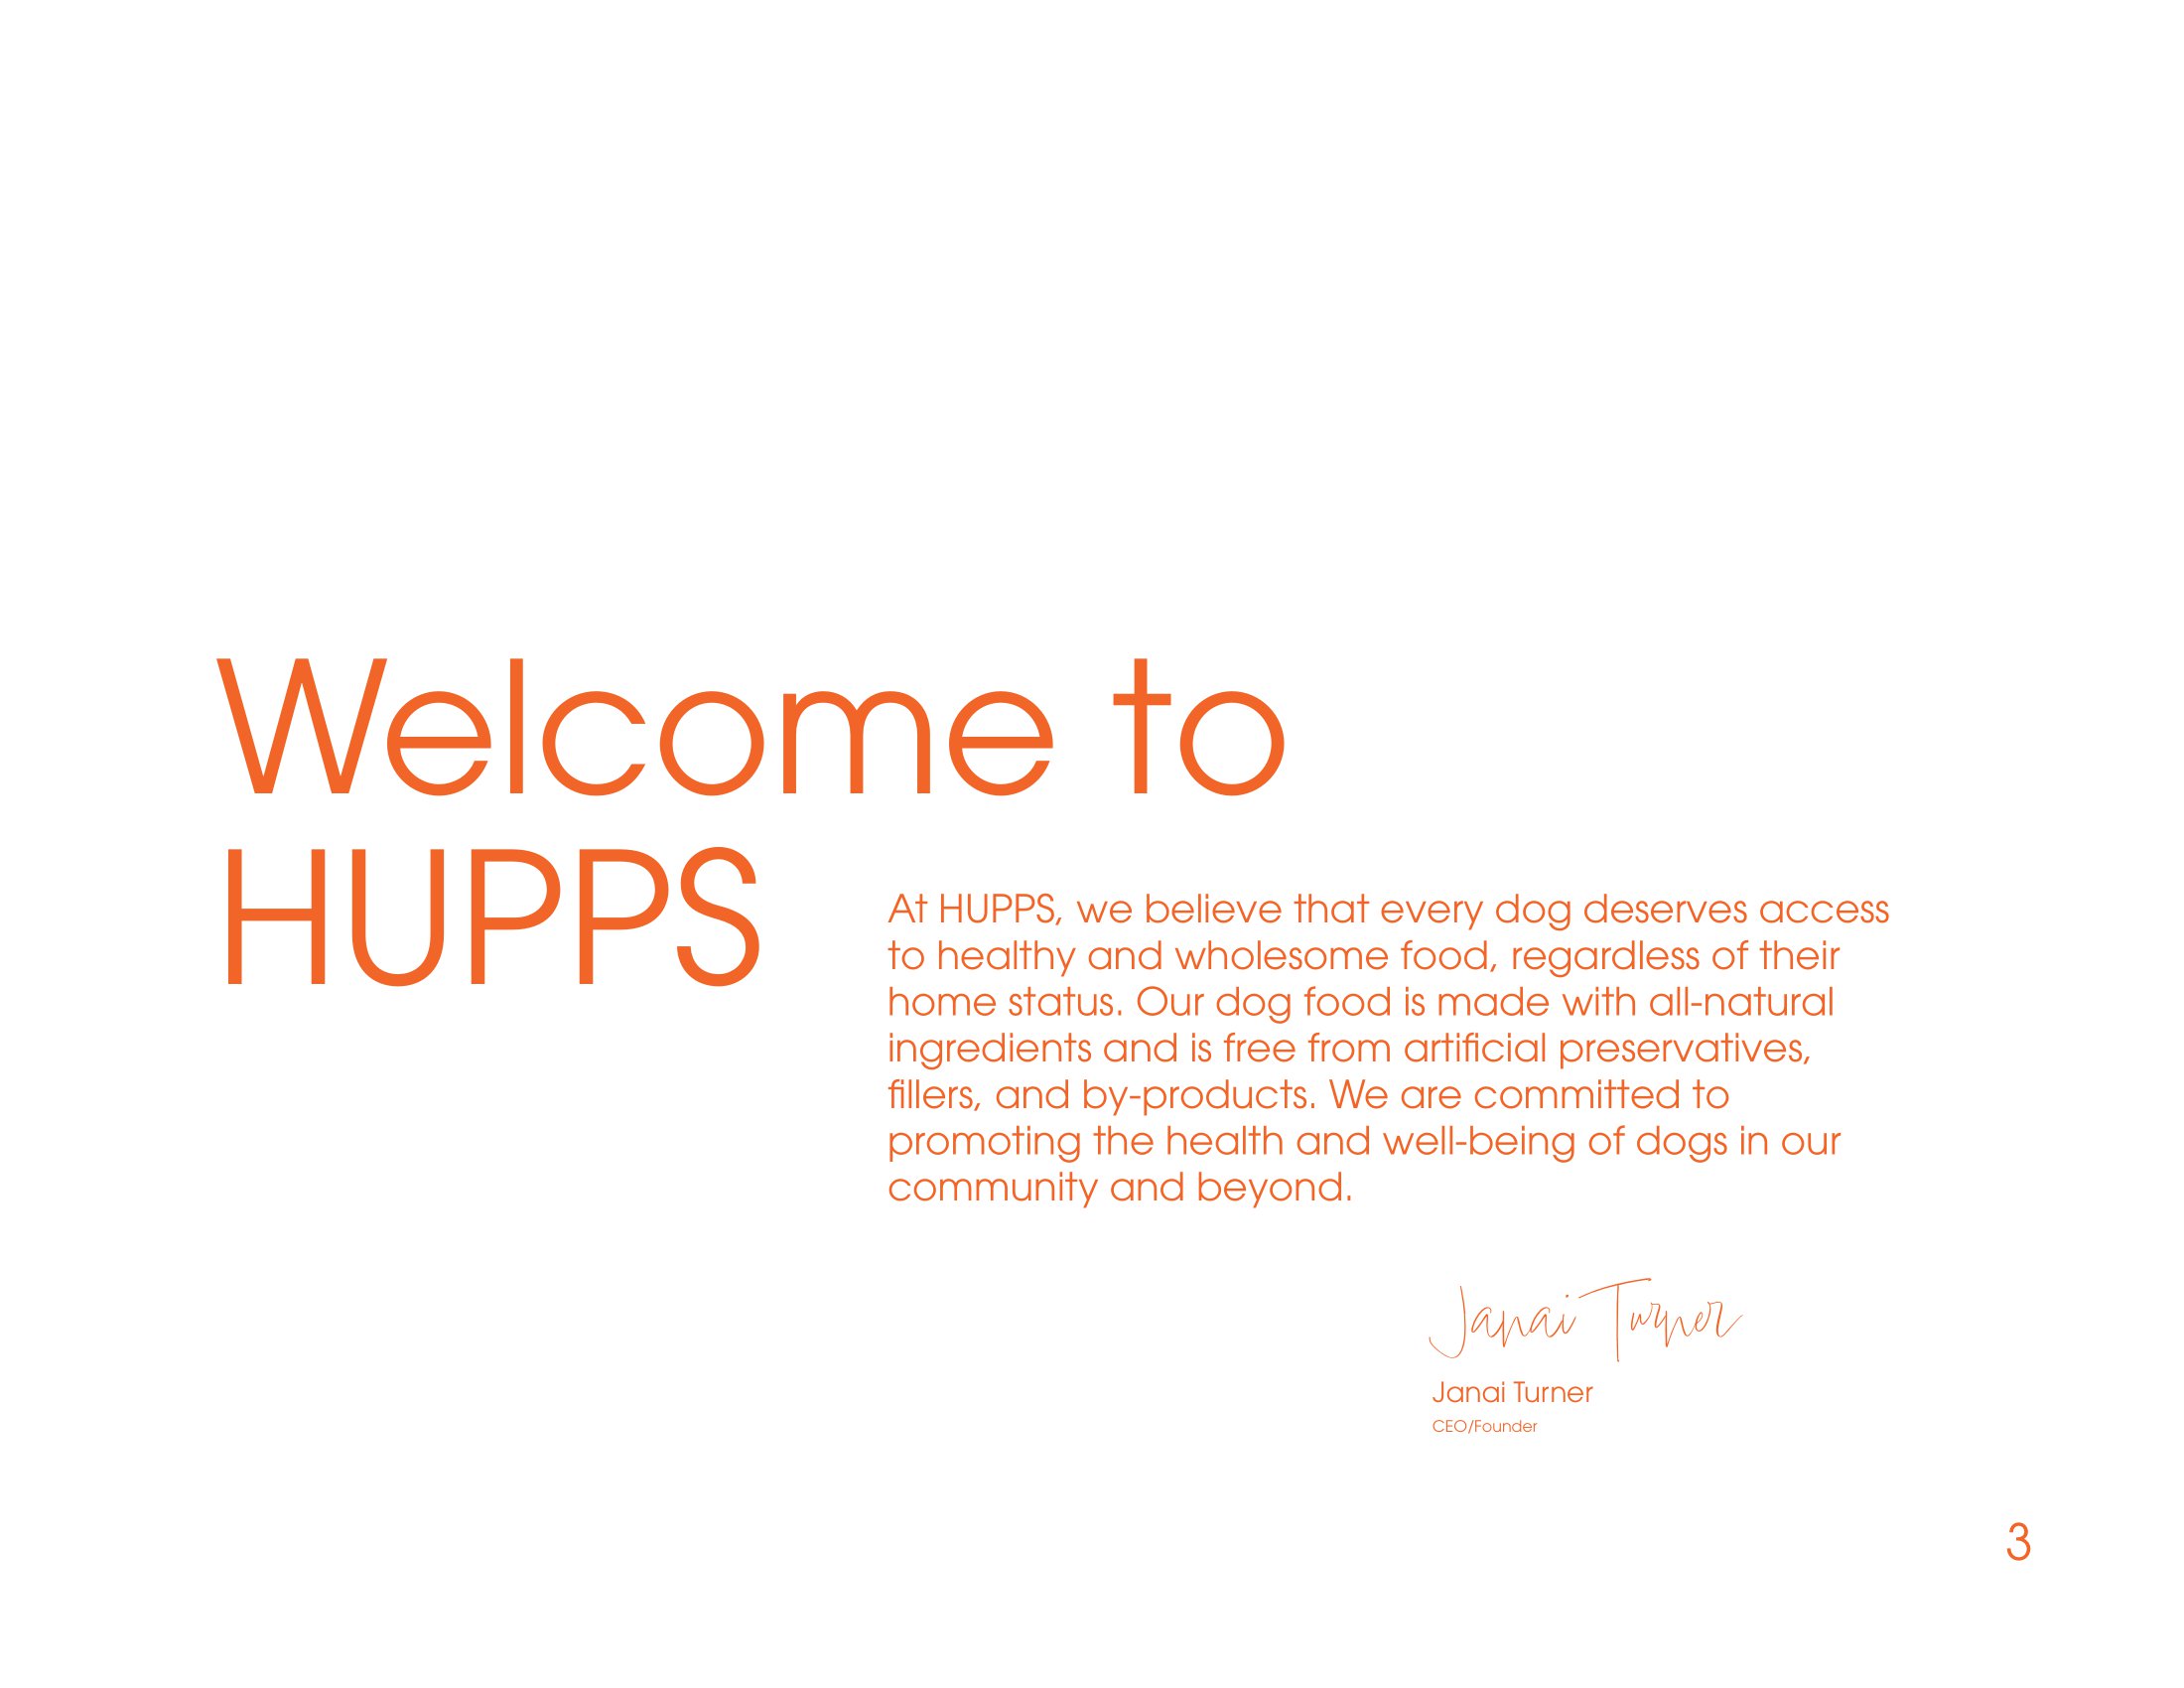 Welcome to
HUPPS
At HUPPS, we believe that every dog deserves access
to healthy and wholesome food, regardless of their
home status. Our dog food is made with all-natural
ingredients and is free from artificial preservatives,
fillers, and by-products. We are committed to
promoting the health and well-being of dogs in our
community and beyond.
Janai Turner
Janai Turner
CEO/Founder
3